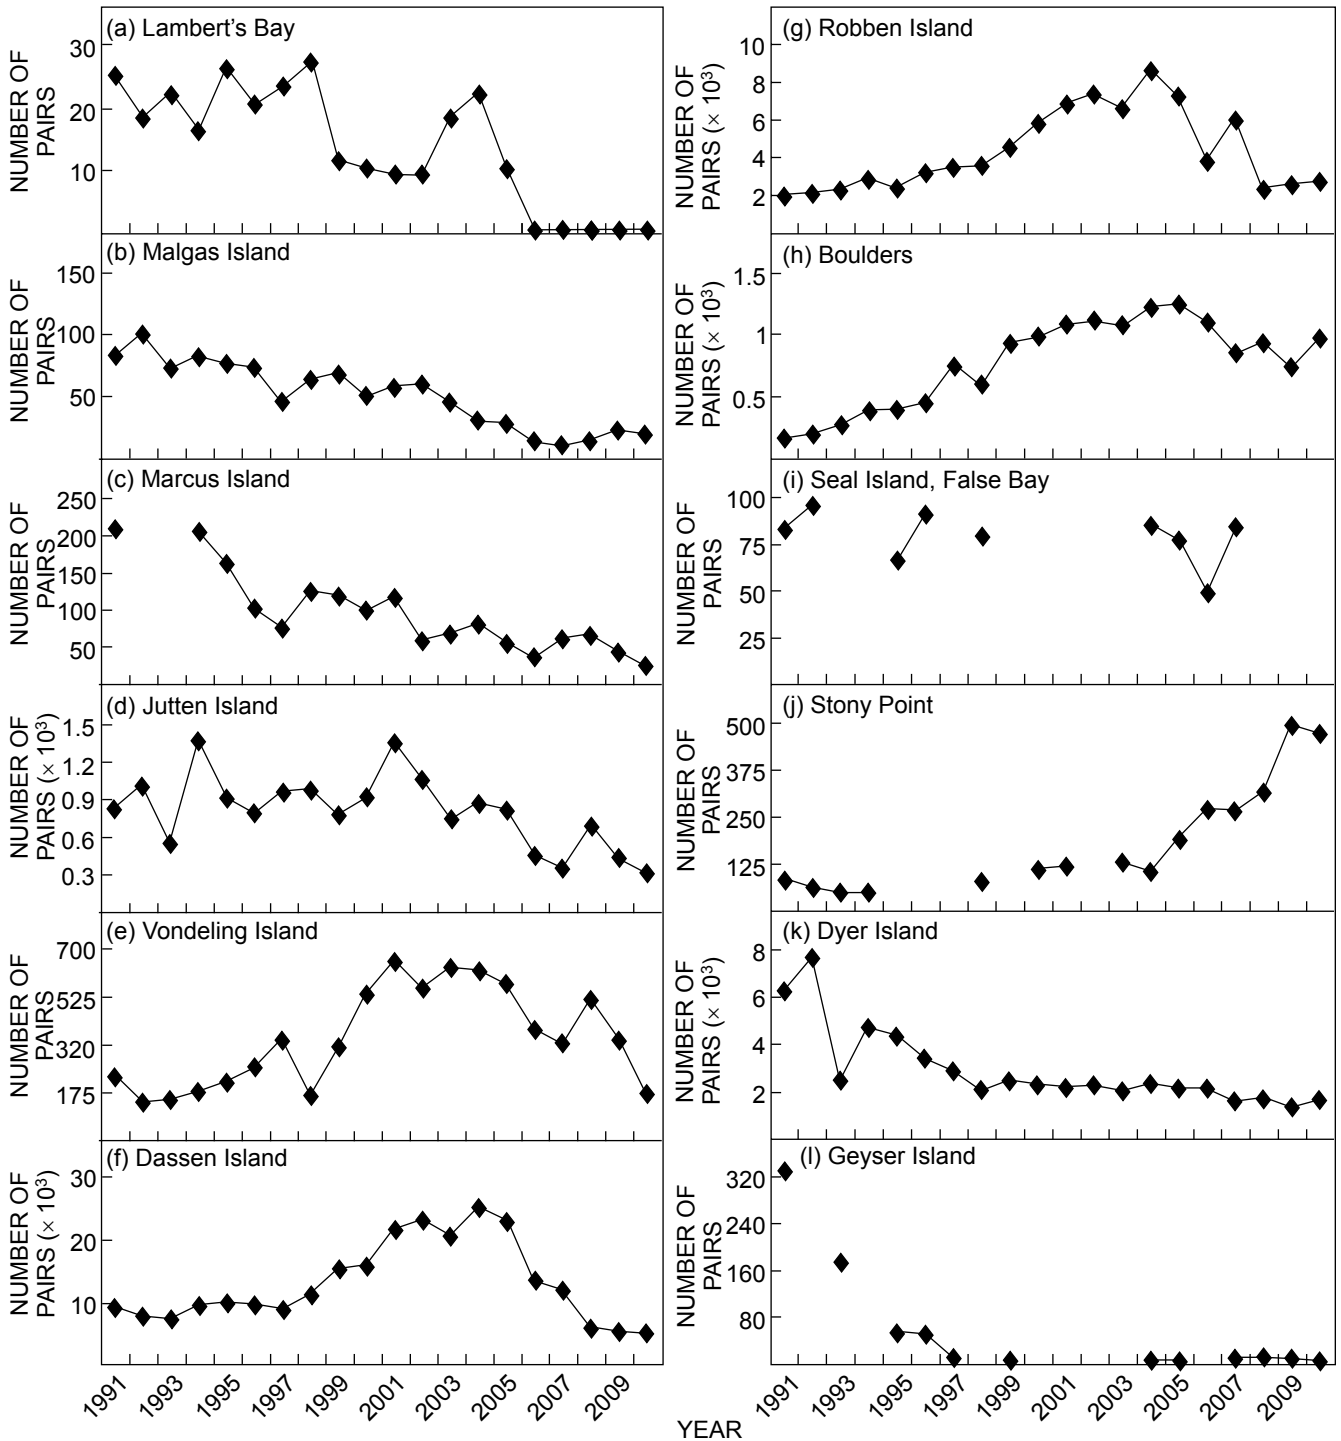 (a) Lambert's Bay
NUMBER OF
PAIRS
30
20
10
(b) Malgas Island
NUMBER OF
PAIRS
150
100
50
(c) Marcus Island
NUMBER OF
PAIRS
250
200
150
100
50
(d) Jutten Island
NUMBER OF
PAIRS (× 10³)
1.5
1.2
0.9
0.6
0.3
(e) Vondeling Island
NUMBER OF
PAIRS
700
525
320
175
(f) Dassen Island
NUMBER OF
PAIRS (× 10³)
30
20
10
1991 1993 1995 1997 1999 2001 2003 2005 2007 2009
(g) Robben Island
NUMBER OF
PAIRS (× 10³)
10
8
6
4
2
(h) Boulders
NUMBER OF
PAIRS (× 10³)
1.5
1
0.5
(i) Seal Island, False Bay
NUMBER OF
PAIRS
100
75
50
25
(j) Stony Point
NUMBER OF
PAIRS
500
375
250
125
(k) Dyer Island
NUMBER OF
PAIRS (× 10³)
8
6
4
2
(l) Geyser Island
NUMBER OF
PAIRS
320
240
160
80
1991 1993 1995 1997 1999 2001 2003 2005 2007 2009
YEAR